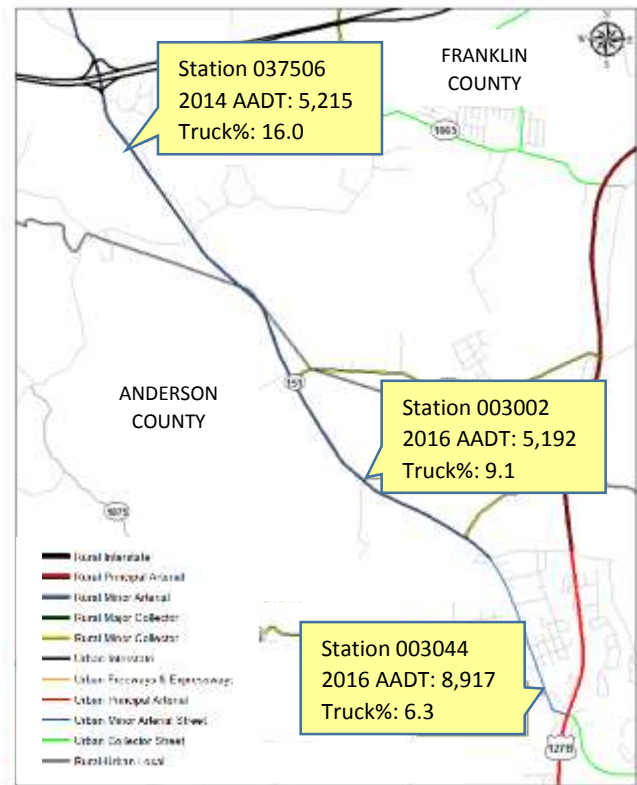 N
Station 037506
2014 AADT: 5,215
Truck%: 16.0
FRANKLIN
COUNTY
1665
ANDERSON
COUNTY
151
Station 003002
2016 AADT: 5,192
Truck%: 9.1
Rural Interstate
Rural Principal Arterial
Rural Minor Arterial
Rural Major Collector
Rural Minor Collector
Urban Interstate
Urban Freeways & Expressways
Urban Principal Arterial
Urban Minor Arterial Street
Urban Collector Street
Rural-Urban Local
Station 003044
2016 AADT: 8,917
Truck%: 6.3
127B